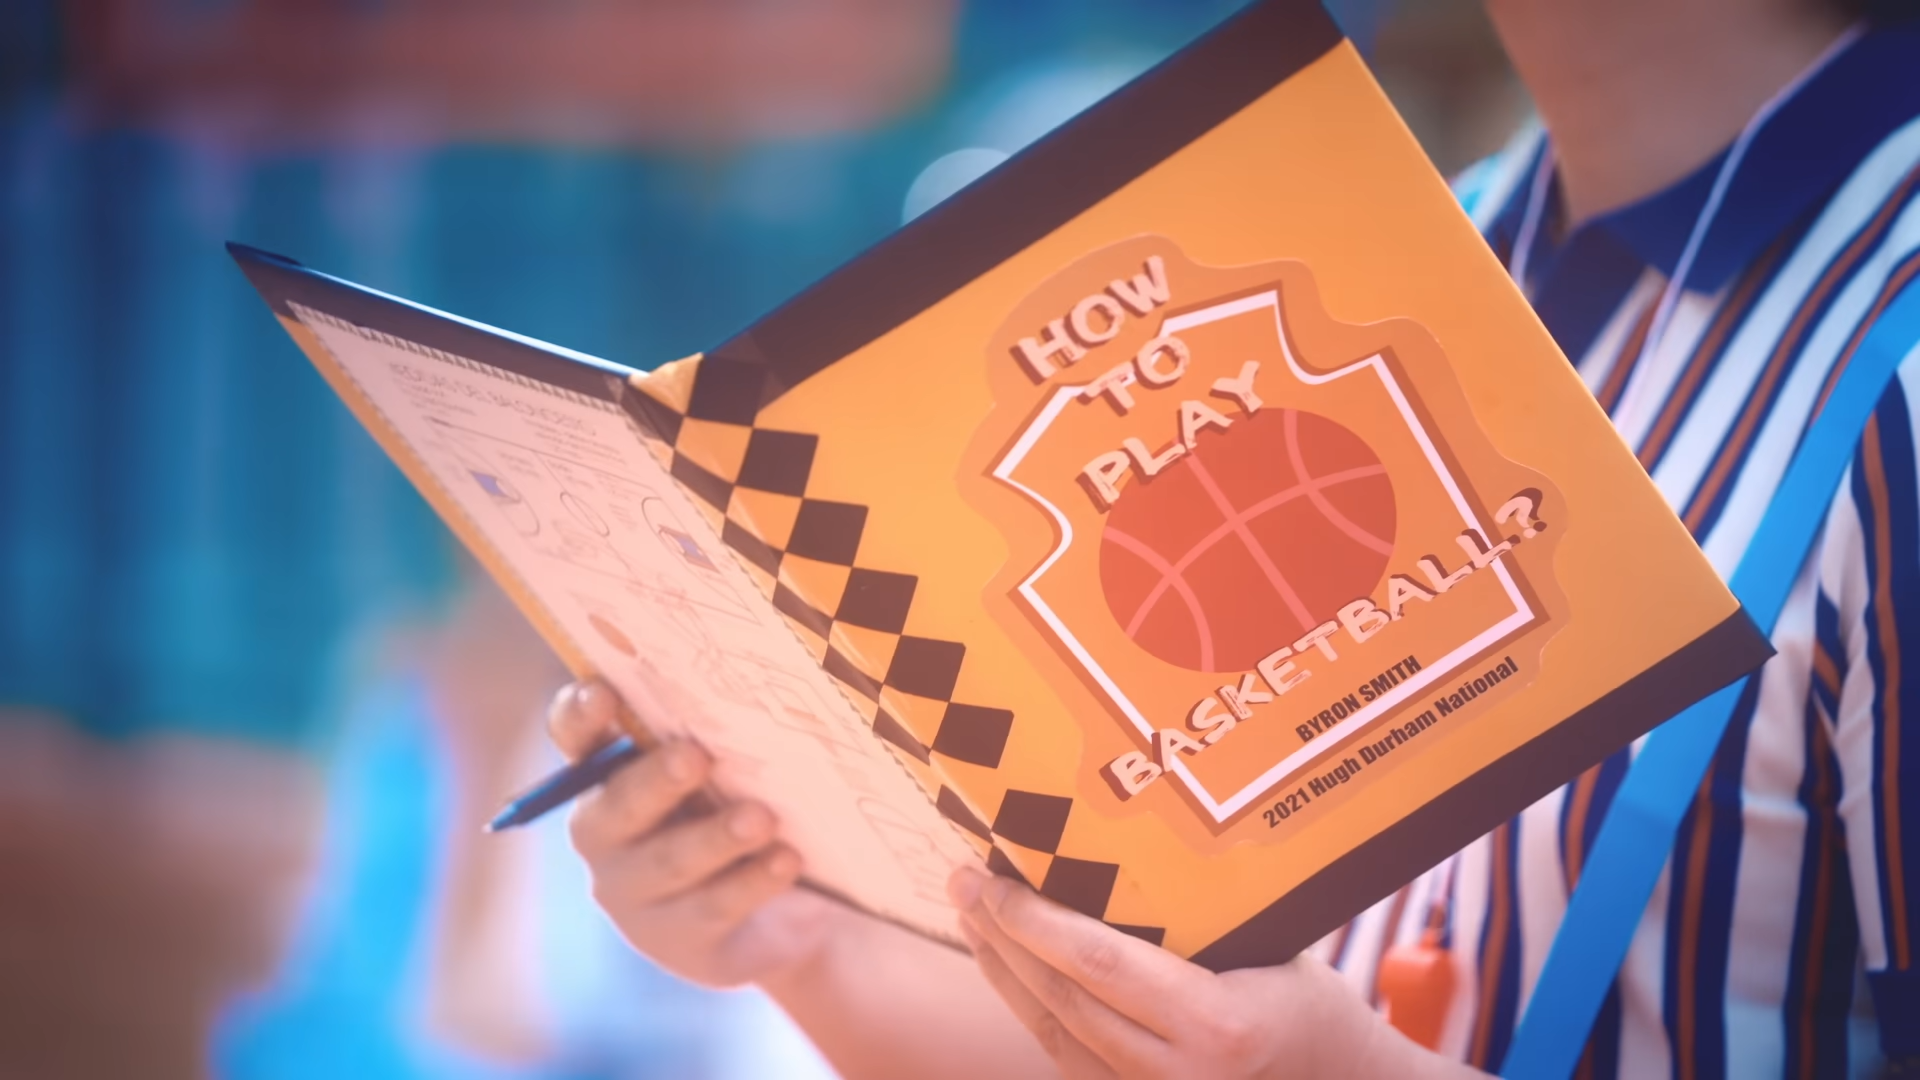 HOW
TO
PLAY
BASKETBALL?
BYRON SMITH
2021 Hugh Durham National